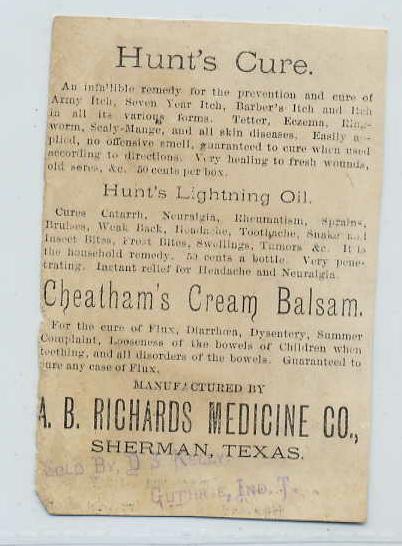 Hunt's Cure.
An infallible remedy for the prevention and cure of
Army Itch, Seven Year Itch, Barber's Itch and Itch
in all its various forms. Tetter, Eczema, Ring-
worm, Scaly-Mange, and all skin diseases. Easily ap-
plied, no offensive smell, guaranteed to cure when used
according to directions. Very healing to fresh wounds,
old sores, &c. 50 cents per box.
Hunt's Lightning Oil.
Cures Catarrh, Neuralgia, Rheumatism, Sprains,
Bruises, Weak Back, Headache, Toothache, Snake and
Insect Bites, Frost Bites, Swellings, Tumors &c. It is
the household remedy. 50 cents a bottle. Very pene-
trating. Instant relief for Headache and Neuralgia.
Cheatham's Cream Balsam.
For the cure of Flux, Diarrhœa, Dysentery, Summer
Complaint, Looseness of the bowels of Children when
teething, and all disorders of the bowels. Guaranteed to
cure any case of Flux.
MANUFACTURED BY
A. B. RICHARDS MEDICINE CO.,
SHERMAN, TEXAS.
SOLD BY, D S KELLY
GUTHRIE, IND. T.